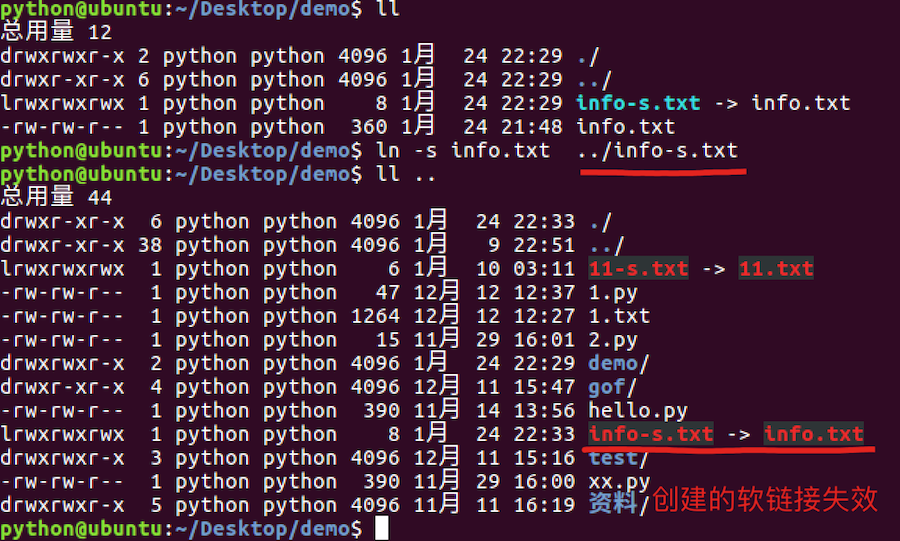 python@ubuntu:~/Desktop/demo$ ll
总用量 12
drwxrwxr-x 2 python python 4096 1月  24 22:29 ./
drwxr-xr-x 6 python python 4096 1月  24 22:29 ../
lrwxrwxrwx 1 python python    8 1月  24 22:29 info-s.txt -> info.txt
-rw-rw-r-- 1 python python  360 1月  24 21:48 info.txt
python@ubuntu:~/Desktop/demo$ ln -s info.txt  ../info-s.txt
python@ubuntu:~/Desktop/demo$ ll ..
总用量 44
drwxr-xr-x  6 python python 4096 1月  24 22:33 ./
drwxr-xr-x 38 python python 4096 1月   9 22:51 ../
lrwxrwxrwx  1 python python    6 1月  10 03:11 11-s.txt -> 11.txt
-rw-rw-r--  1 python python   47 12月 12 12:37 1.py
-rw-rw-r--  1 python python 1264 12月 12 12:27 1.txt
-rw-rw-r--  1 python python   15 11月 29 16:01 2.py
drwxrwxr-x  2 python python 4096 1月  24 22:29 demo/
drwxrwxr-x  4 python python 4096 12月 11 15:47 gof/
-rw-rw-r--  1 python python  390 11月 14 13:56 hello.py
lrwxrwxrwx  1 python python    8 1月  24 22:33 info-s.txt -> info.txt
drwxrwxr-x  3 python python 4096 12月 11 15:16 test/
-rw-rw-r--  1 python python  390 11月 29 16:00 xx.py
drwxrwxr-x  5 python python 4096 11月 11 16:19 资料/创建的软链接失效
python@ubuntu:~/Desktop/demo$